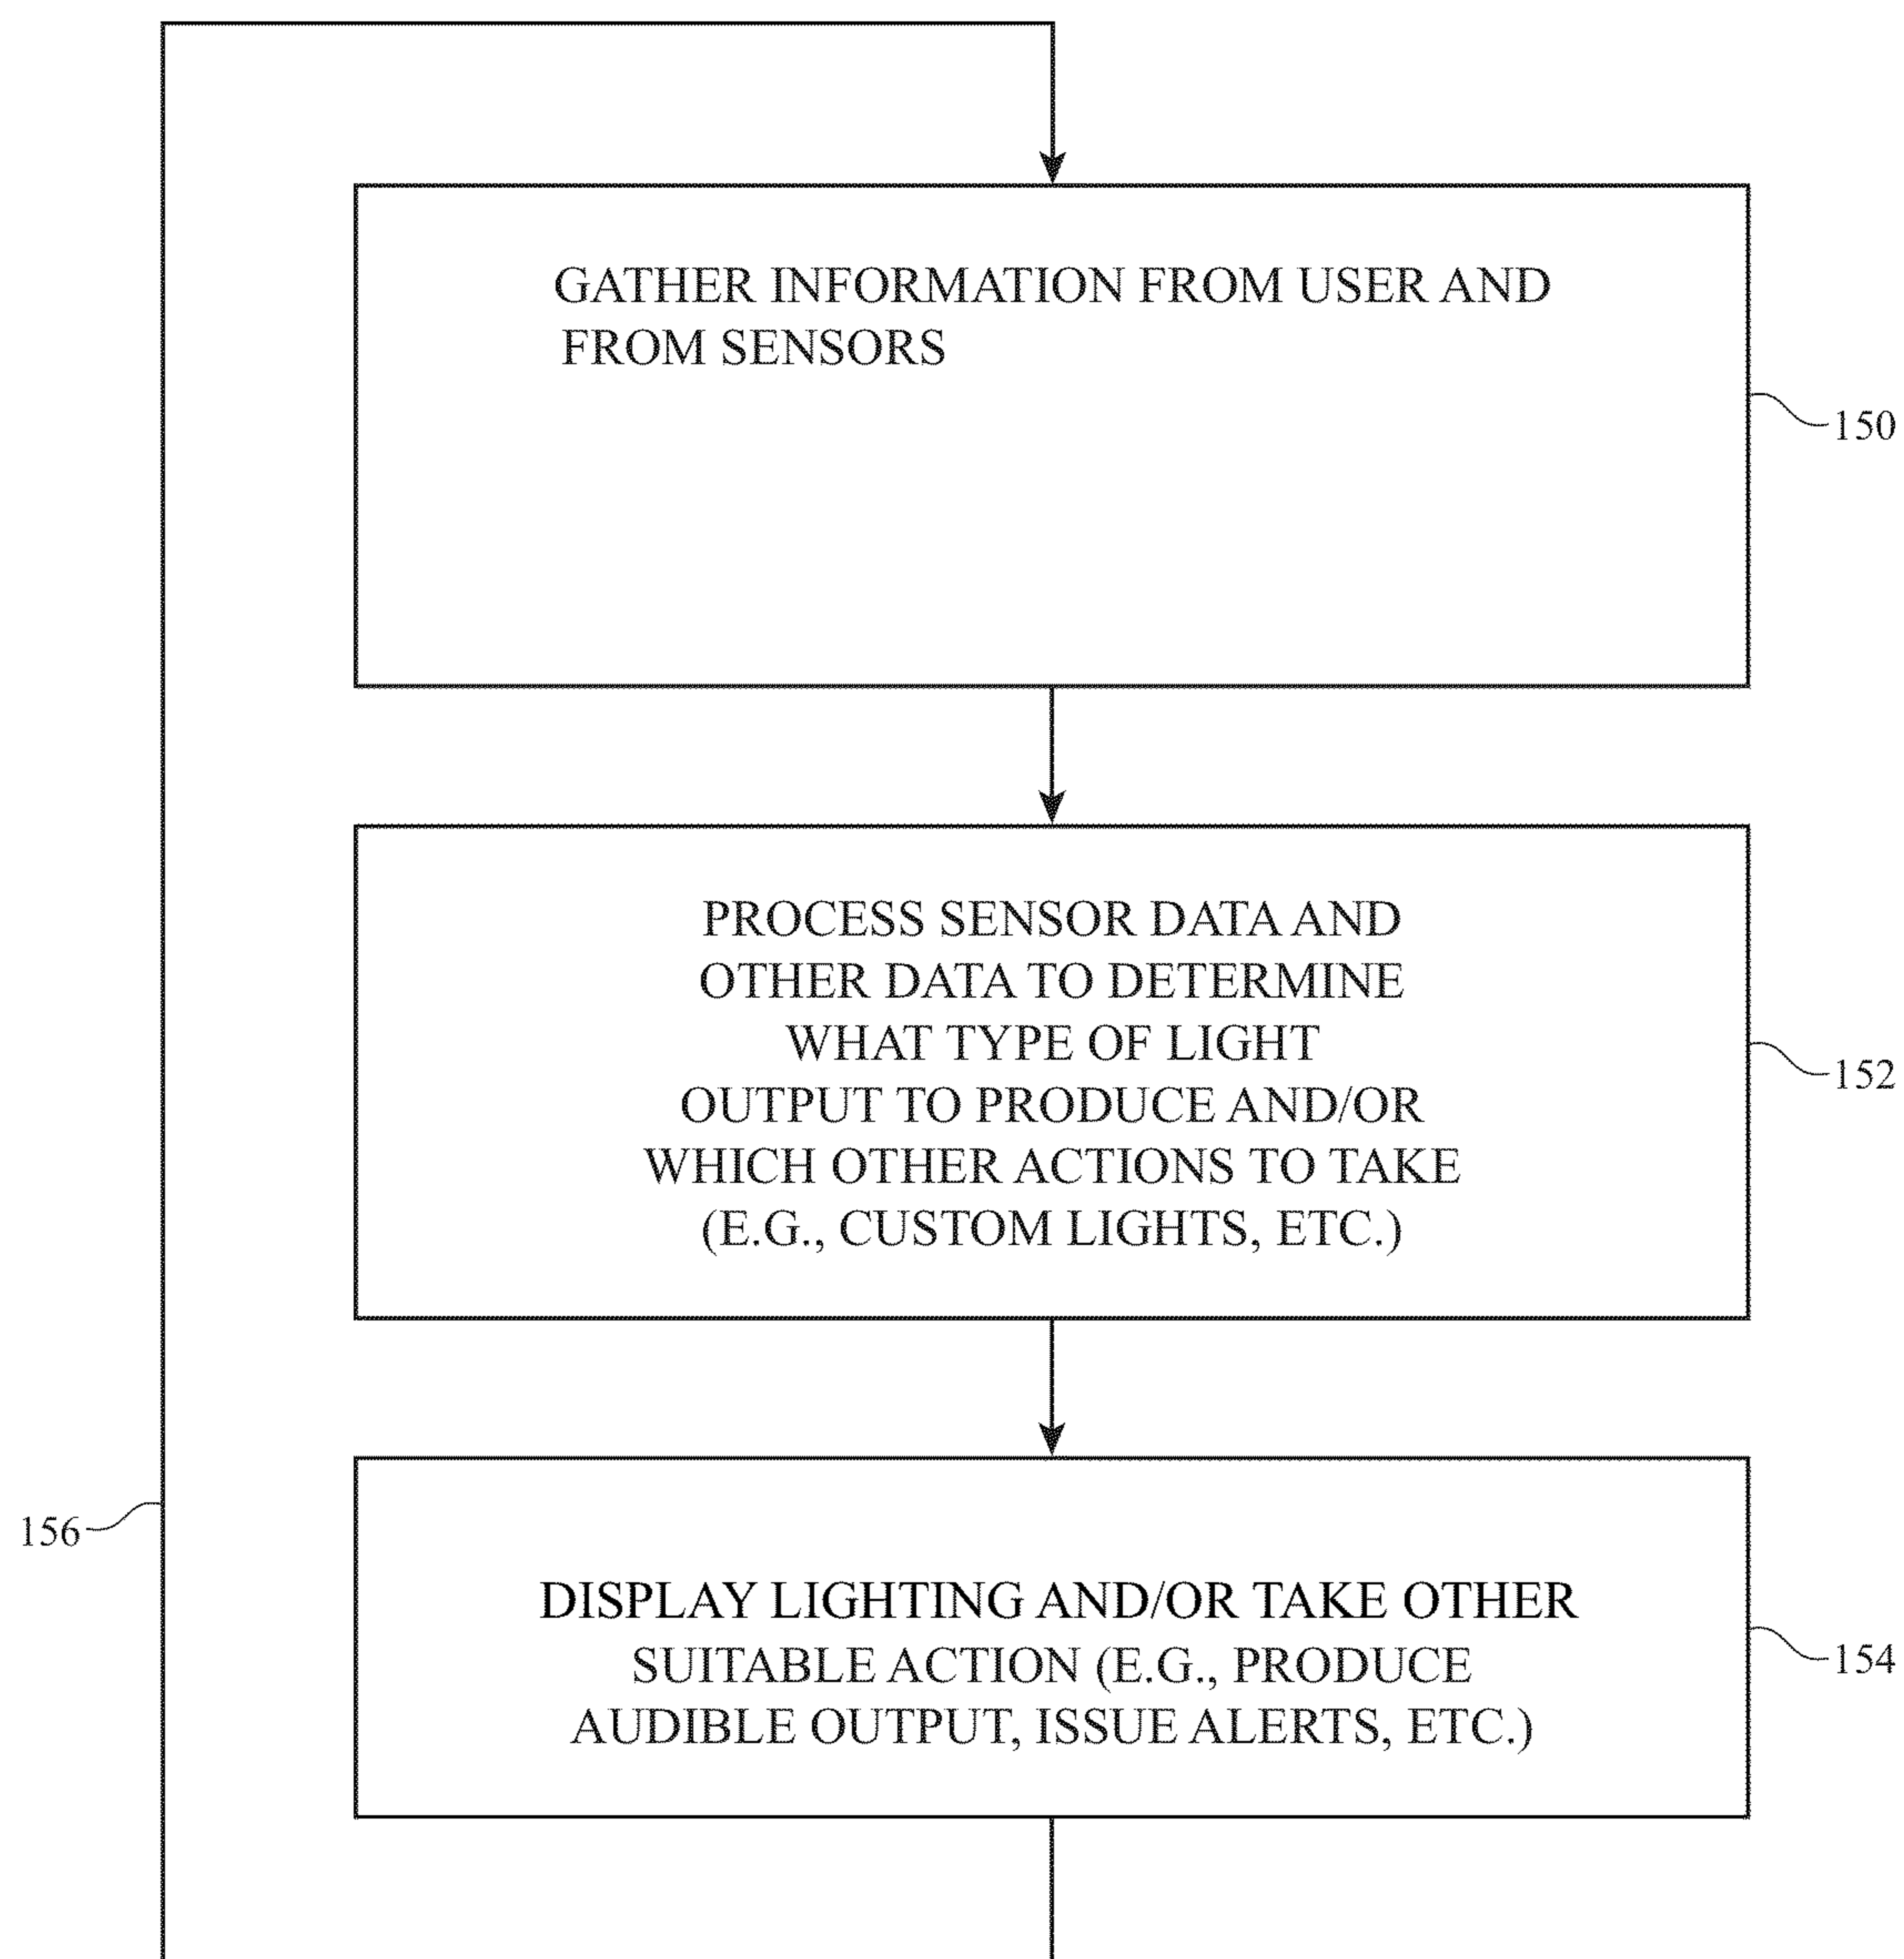 GATHER INFORMATION FROM USER AND
FROM SENSORS
150
PROCESS SENSOR DATA AND
OTHER DATA TO DETERMINE
WHAT TYPE OF LIGHT
OUTPUT TO PRODUCE AND/OR
WHICH OTHER ACTIONS TO TAKE
(E.G., CUSTOM LIGHTS, ETC.)
152
DISPLAY LIGHTING AND/OR TAKE OTHER
SUITABLE ACTION (E.G., PRODUCE
AUDIBLE OUTPUT, ISSUE ALERTS, ETC.)
154
156